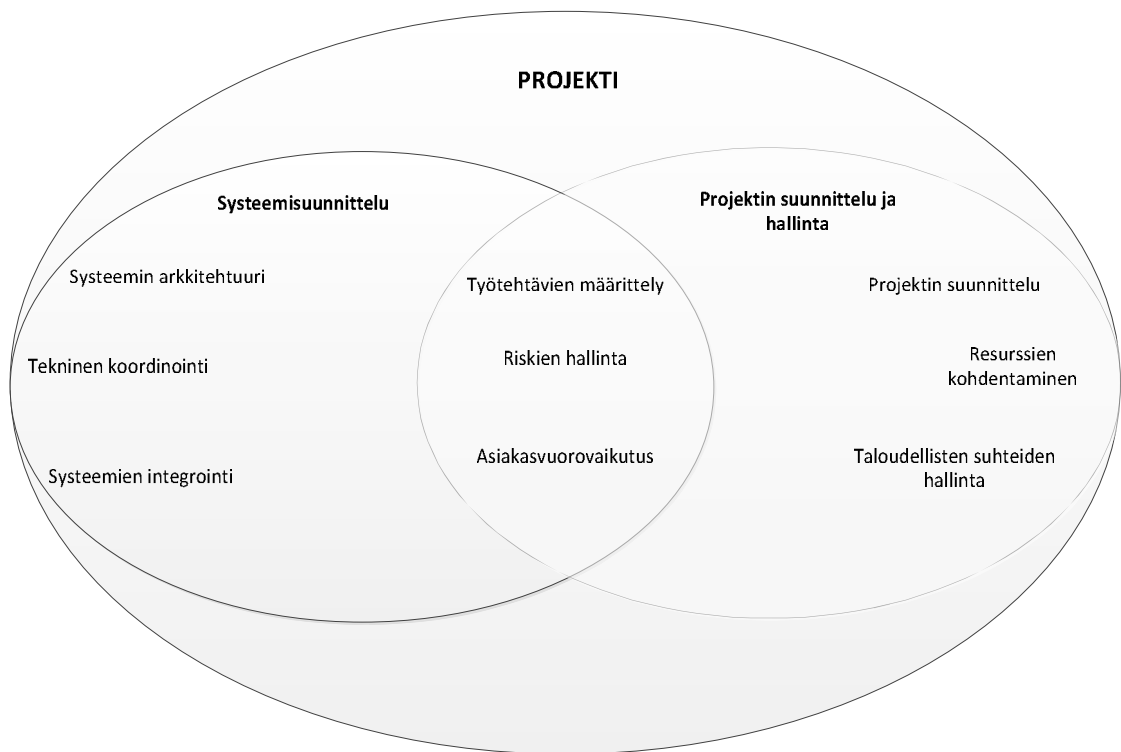 PROJEKTI
Systeemisuunnittelu
Systeemin arkkitehtuuri
Tekninen koordinointi
Systeemien integrointi
Työtehtävien määrittely
Riskien hallinta
Asiakasvuorovaikutus
Projektin suunnittelu ja
hallinta
Projektin suunnittelu
Resurssien
kohdentaminen
Taloudellisten suhteiden
hallinta